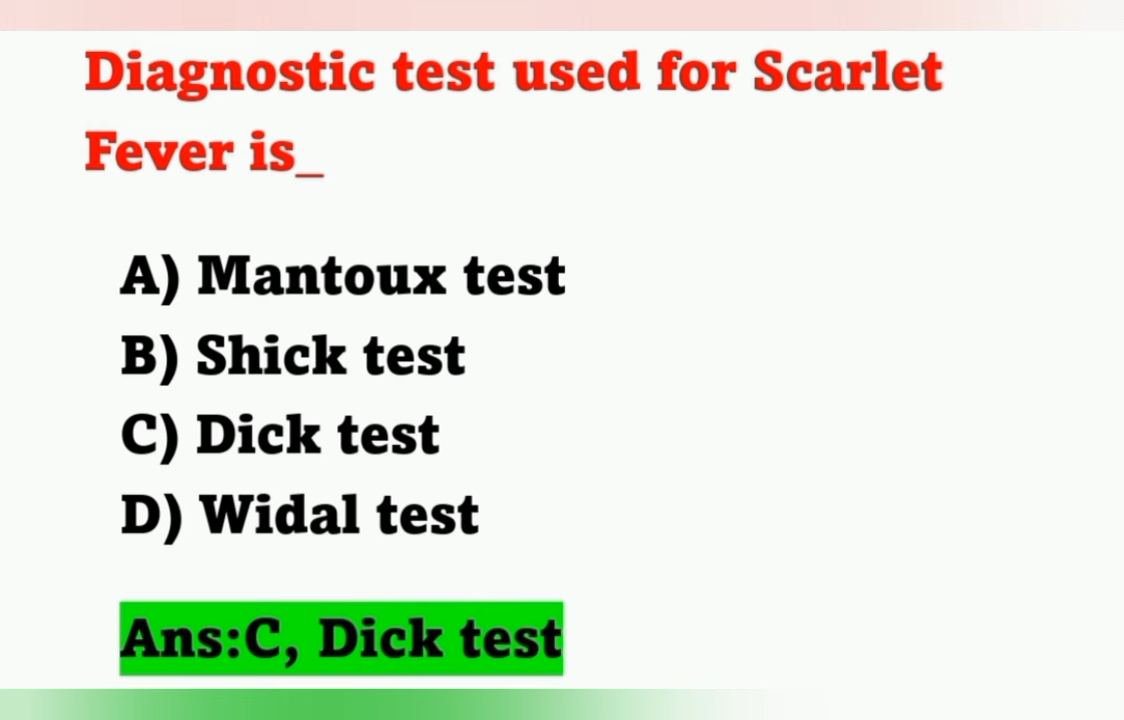 Diagnostic test used for Scarlet
Fever is_
A) Mantoux test
B) Shick test
C) Dick test
D) Widal test
Ans:C, Dick test